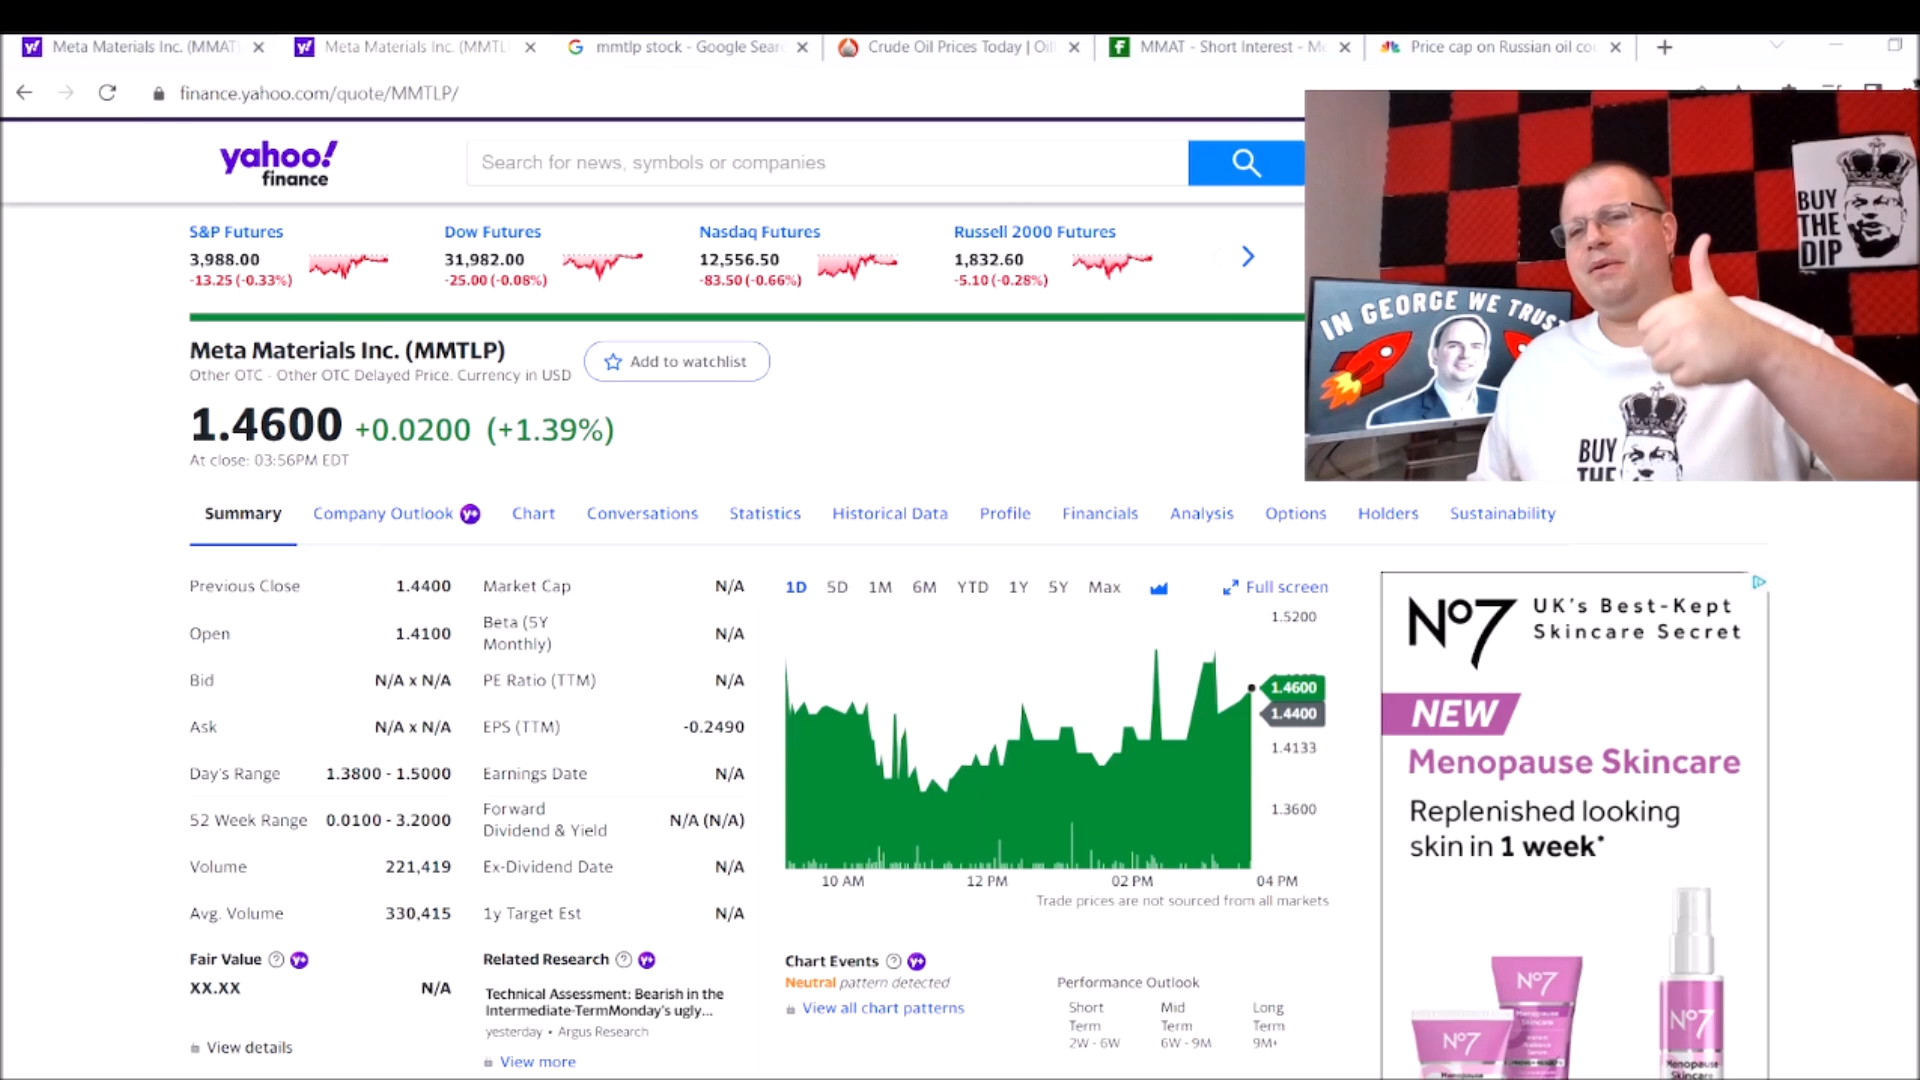 Meta Materials Inc. (MMAT
Meta Materials Inc. (MMTL
mmtlp stock - Google Sear
Crude Oil Prices Today | Oil
MMAT - Short Interest - M
Price cap on Russian oil co
finance.yahoo.com/quote/MMTLP/
yahoo!
finance
Search for news, symbols or companies
S&P Futures
3,988.00
-13.25 (-0.33%)
Dow Futures
31,982.00
-25.00 (-0.08%)
Nasdaq Futures
12,556.50
-83.50 (-0.66%)
Russell 2000 Futures
1,832.60
-5.10 (-0.28%)
BUY
THE
DIP
IN GEORGE WE TRUS
BUY
THE
Meta Materials Inc. (MMTLP)
Other OTC - Other OTC Delayed Price. Currency in USD
Add to watchlist
1.4600 +0.0200 (+1.39%)
At close: 03:56PM EDT
Summary Company Outlook Y+ Chart Conversations Statistics Historical Data Profile Financials Analysis Options Holders Sustainability
Previous Close 1.4400
Open 1.4100
Bid N/A x N/A
Ask N/A x N/A
Day's Range 1.3800 - 1.5000
52 Week Range 0.0100 - 3.2000
Volume 221,419
Avg. Volume 330,415
Market Cap N/A
Beta (5Y
Monthly) N/A
PE Ratio (TTM) N/A
EPS (TTM) -0.2490
Earnings Date N/A
Forward
Dividend & Yield N/A (N/A)
Ex-Dividend Date N/A
1y Target Est N/A
1D 5D 1M 6M YTD 1Y 5Y Max
Full screen
1.5200
1.4600
1.4400
1.4133
1.3600
10 AM 12 PM 02 PM 04 PM
Trade prices are not sourced from all markets
Fair Value ? Y+
XX.XX N/A
View details
Related Research ? Y+
Technical Assessment: Bearish in the
Intermediate-TermMonday's ugly...
yesterday • Argus Research
View more
Chart Events ? Y+
Neutral pattern detected
View all chart patterns
Performance Outlook
Short
Term
2W - 6W
Mid
Term
6W - 9M
Long
Term
9M+
Nº7
UK's Best-Kept
Skincare Secret
NEW
Menopause Skincare
Replenished looking
skin in 1 week*
Nº7
Menopause
Skincare
Nº7
Menopause
Nº7
Menopause
Skincare